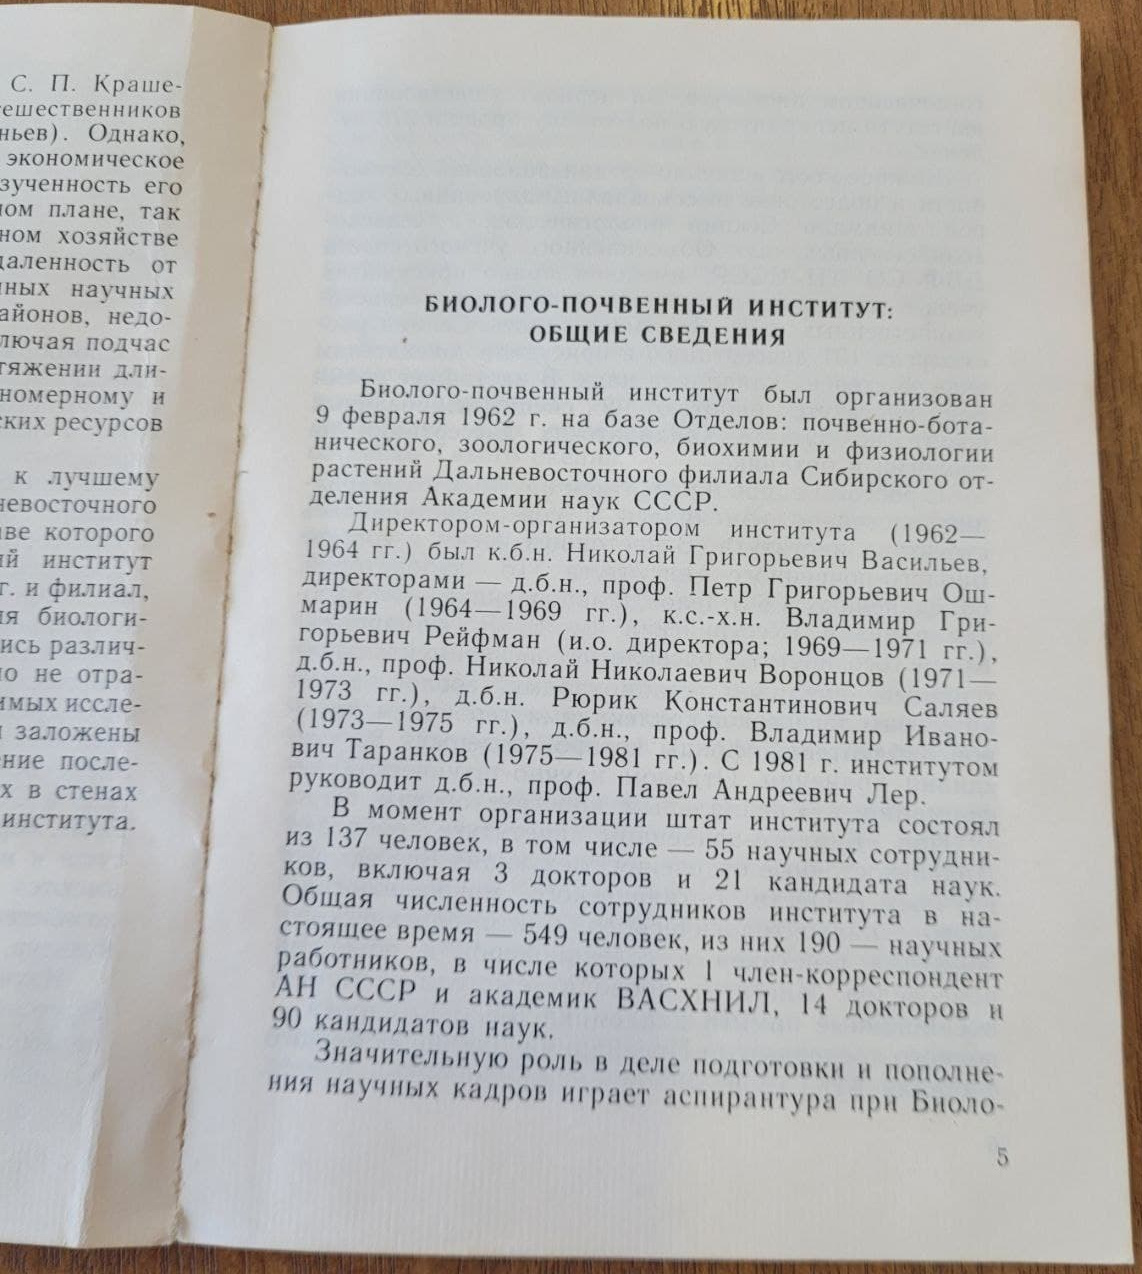 С. П. Краше-
тешественников
ньев). Однако,
экономическое
зученность его
ном плане, так
ном хозяйстве
даленность от
нных научных
айонов, недо-
лючая подчас
тяжении дли-
номерному и
ских ресурсов
к лучшему
невосточного
ве которого
ий институт
г. и филиал,
ия биологи-
ись различ-
о не отра-
имых иссле-
и заложены
ение после-
х в стенах
института.
БИОЛОГО-ПОЧВЕННЫЙ ИНСТИТУТ:
ОБЩИЕ СВЕДЕНИЯ
Биолого-почвенный институт был организован
9 февраля 1962 г. на базе Отделов: почвенно-бота-
нического, зоологического, биохимии и физиологии
растений Дальневосточного филиала Сибирского от-
деления Академии наук СССР.
Директором-организатором института (1962—
1964 гг.) был к.б.н. Николай Григорьевич Васильев,
директорами — д.б.н., проф. Петр Григорьевич Ош-
марин (1964—1969 гг.), к.с.-х.н. Владимир Гри-
горьевич Рейфман (и.о. директора; 1969—1971 гг.),
д.б.н., проф. Николай Николаевич Воронцов (1971—
1973 гг.), д.б.н. Рюрик Константинович Саляев
(1973—1975 гг.), д.б.н., проф. Владимир Ивано-
вич Таранков (1975—1981 гг.). С 1981 г. институтом
руководит д.б.н., проф. Павел Андреевич Лер.
В момент организации штат института состоял
из 137 человек, в том числе — 55 научных сотрудни-
ков, включая 3 докторов и 21 кандидата наук.
Общая численность сотрудников института в на-
стоящее время — 549 человек, из них 190 — научных
работников, в числе которых 1 член-корреспондент
АН СССР и академик ВАСХНИЛ, 14 докторов и
90 кандидатов наук.
Значительную роль в деле подготовки и пополне-
ния научных кадров играет аспирантура при Биоло-
5